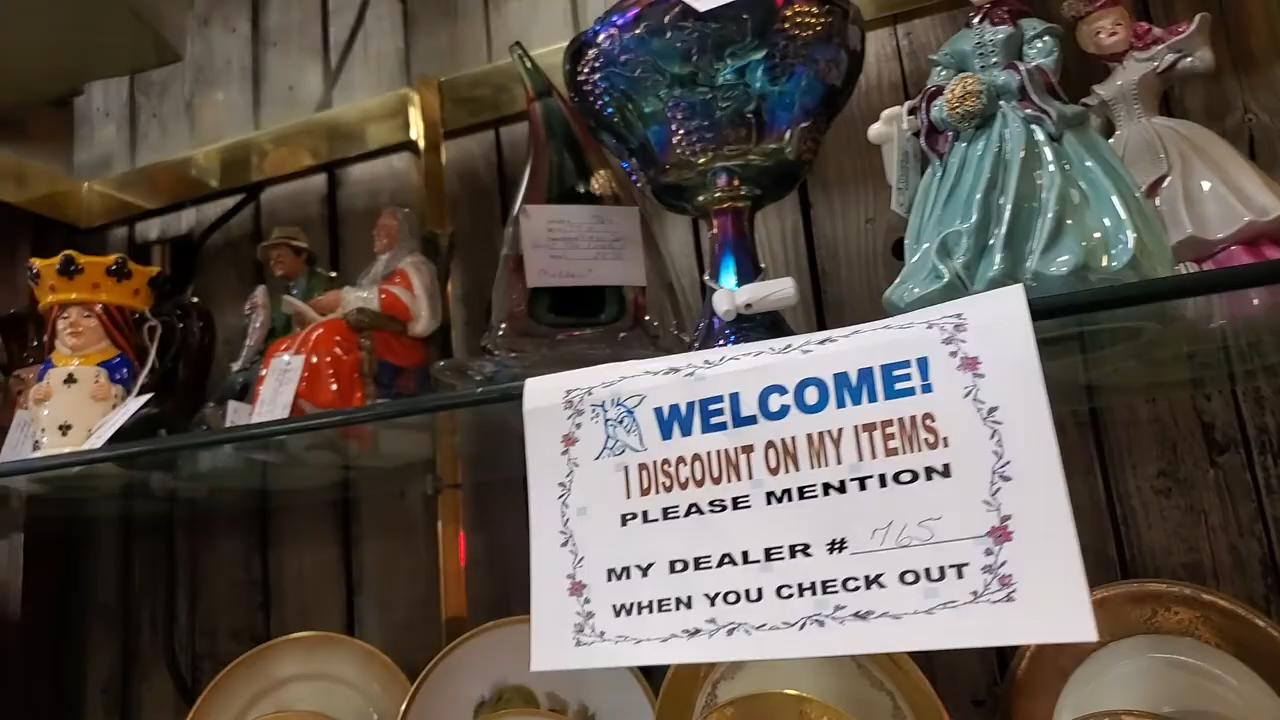 WELCOME!
I DISCOUNT ON MY ITEMS.
PLEASE MENTION
MY DEALER # 765
WHEN YOU CHECK OUT